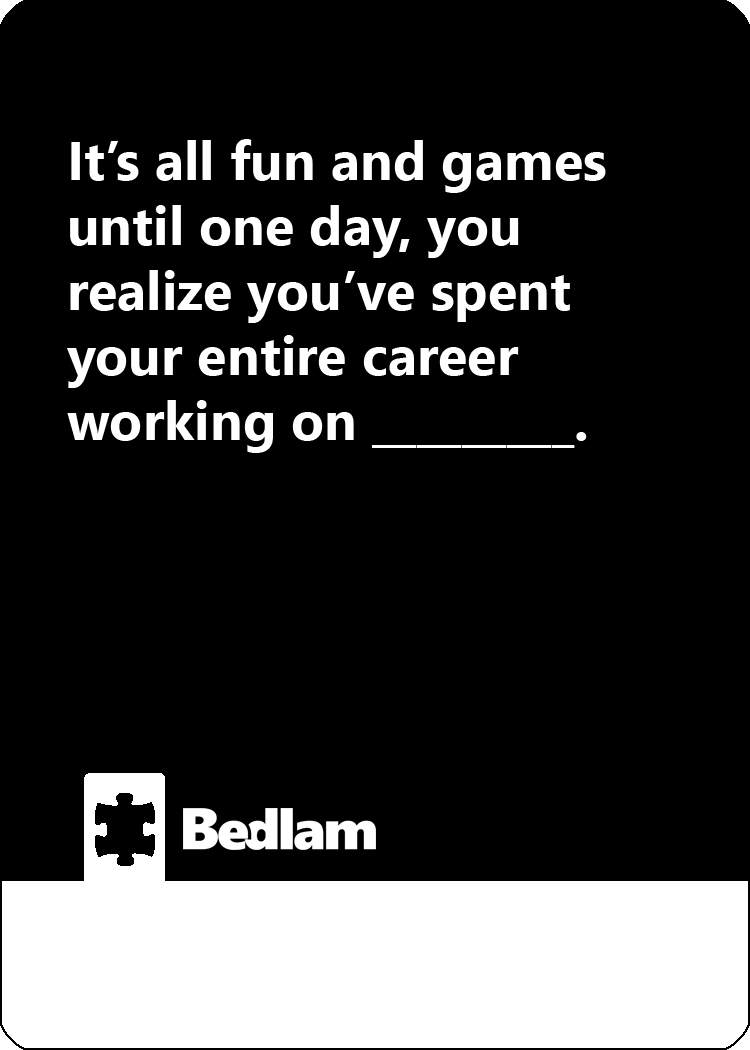 It’s all fun and games
until one day, you
realize you’ve spent
your entire career
working on __________.
Bedlam